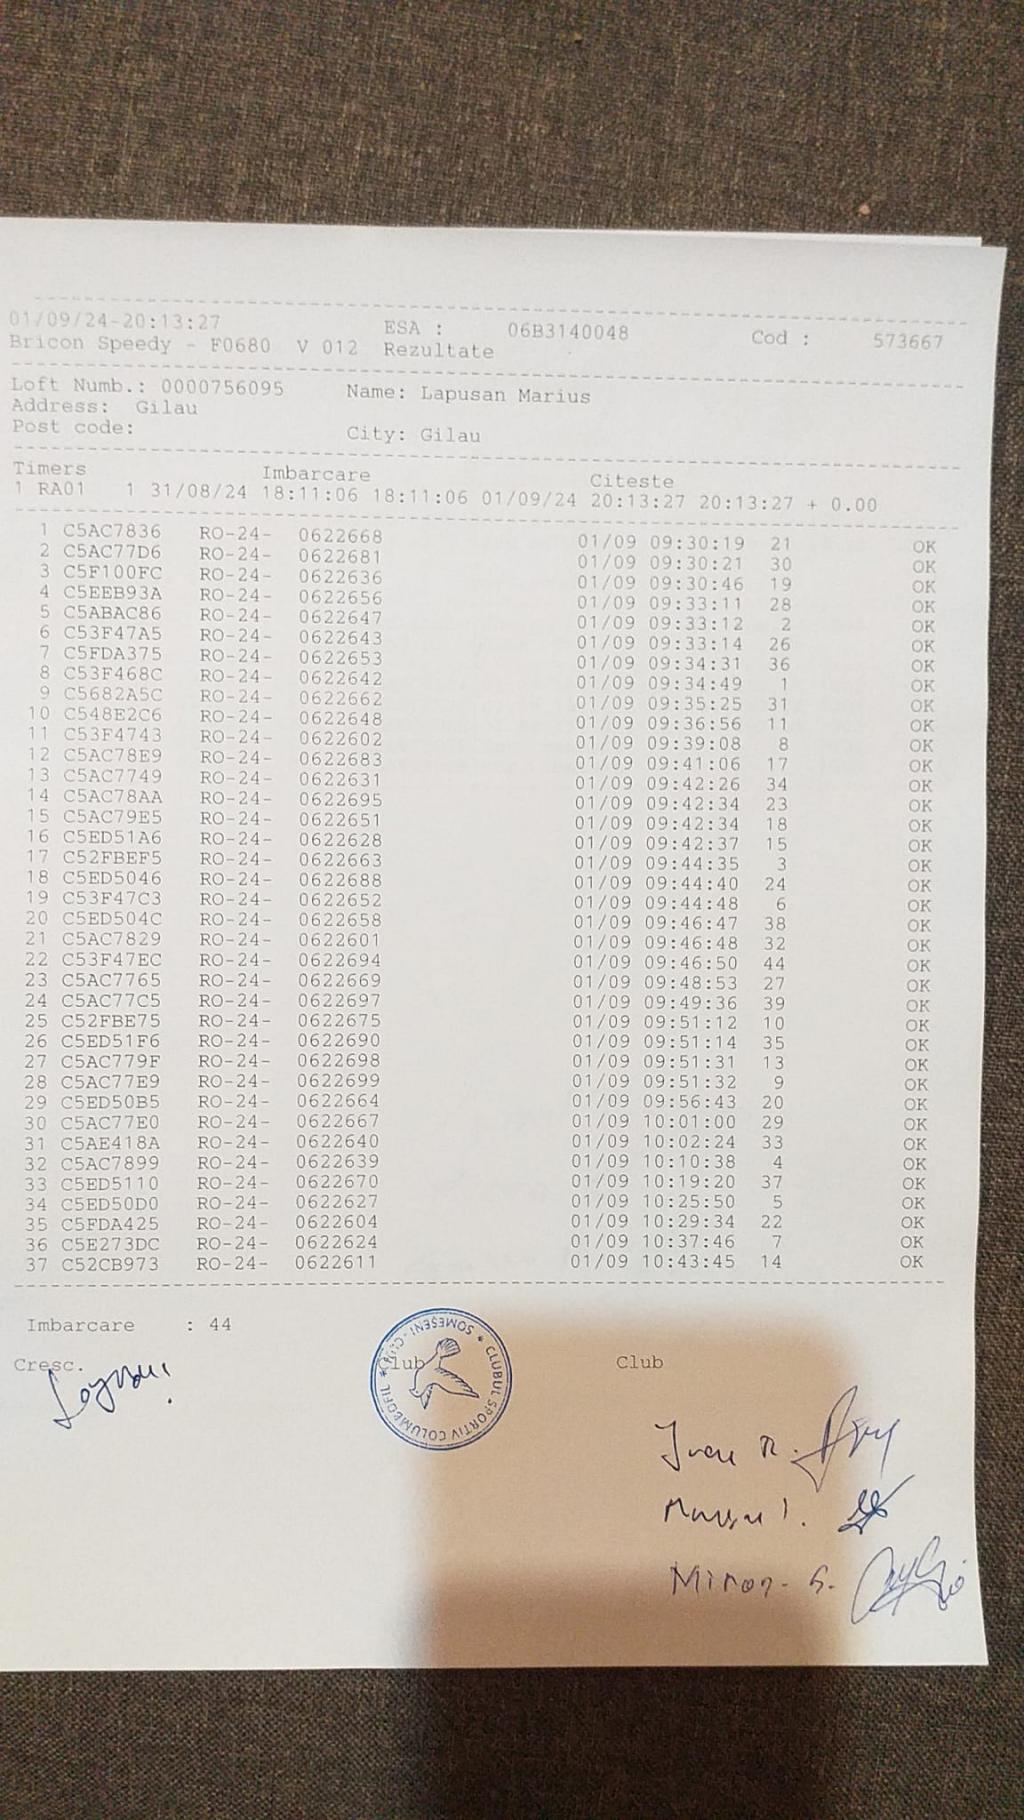 01/09/24-20:13:27 ESA : 06B3140048 Cod : 573667
Bricon Speedy - F0680 V 012 Rezultate
Loft Numb.: 0000756095 Name: Lapusan Marius
Address: Gilau
Post code: City: Gilau
Timers Imbarcare Citeste
1 RA01 1 31/08/24 18:11:06 18:11:06 01/09/24 20:13:27 20:13:27 + 0.00
1 C5AC7836 RO-24- 0622668 01/09 09:30:19 21 OK
2 C5AC77D6 RO-24- 0622681 01/09 09:30:21 30 OK
3 C5F100FC RO-24- 0622636 01/09 09:30:46 19 OK
4 C5EEB93A RO-24- 0622656 01/09 09:33:11 28 OK
5 C5ABAC86 RO-24- 0622647 01/09 09:33:12 2 OK
6 C53F47A5 RO-24- 0622643 01/09 09:33:14 26 OK
7 C5FDA375 RO-24- 0622653 01/09 09:34:31 36 OK
8 C53F468C RO-24- 0622642 01/09 09:34:49 1 OK
9 C5682A5C RO-24- 0622662 01/09 09:35:25 31 OK
10 C548E2C6 RO-24- 0622648 01/09 09:36:56 11 OK
11 C53F4743 RO-24- 0622602 01/09 09:39:08 8 OK
12 C5AC78E9 RO-24- 0622683 01/09 09:41:06 17 OK
13 C5AC7749 RO-24- 0622631 01/09 09:42:26 34 OK
14 C5AC78AA RO-24- 0622695 01/09 09:42:34 23 OK
15 C5AC79E5 RO-24- 0622651 01/09 09:42:34 18 OK
16 C5ED51A6 RO-24- 0622628 01/09 09:42:37 15 OK
17 C52FBEF5 RO-24- 0622663 01/09 09:44:35 3 OK
18 C5ED5046 RO-24- 0622688 01/09 09:44:40 24 OK
19 C53F47C3 RO-24- 0622652 01/09 09:44:48 6 OK
20 C5ED504C RO-24- 0622658 01/09 09:46:47 38 OK
21 C5AC7829 RO-24- 0622601 01/09 09:46:48 32 OK
22 C53F47EC RO-24- 0622694 01/09 09:46:50 44 OK
23 C5AC7765 RO-24- 0622669 01/09 09:48:53 27 OK
24 C5AC77C5 RO-24- 0622697 01/09 09:49:36 39 OK
25 C52FBE75 RO-24- 0622675 01/09 09:51:12 10 OK
26 C5ED51F6 RO-24- 0622690 01/09 09:51:14 35 OK
27 C5AC779F RO-24- 0622698 01/09 09:51:31 13 OK
28 C5AC77E9 RO-24- 0622699 01/09 09:51:32 9 OK
29 C5ED50B5 RO-24- 0622664 01/09 09:56:43 20 OK
30 C5AC77E0 RO-24- 0622667 01/09 10:01:00 29 OK
31 C5AE418A RO-24- 0622640 01/09 10:02:24 33 OK
32 C5AC7899 RO-24- 0622639 01/09 10:10:38 4 OK
33 C5ED5110 RO-24- 0622670 01/09 10:19:20 37 OK
34 C5ED50D0 RO-24- 0622627 01/09 10:25:50 5 OK
35 C5FDA425 RO-24- 0622604 01/09 10:29:34 22 OK
36 C5E273DC RO-24- 0622624 01/09 10:37:46 7 OK
37 C52CB973 RO-24- 0622611 01/09 10:43:45 14 OK
Imbarcare : 44
Cresc. Club Club
CLUBUL SPORTIV COLUMBOFIL * SOMEȘENI-CLUJ *
Miron. G.